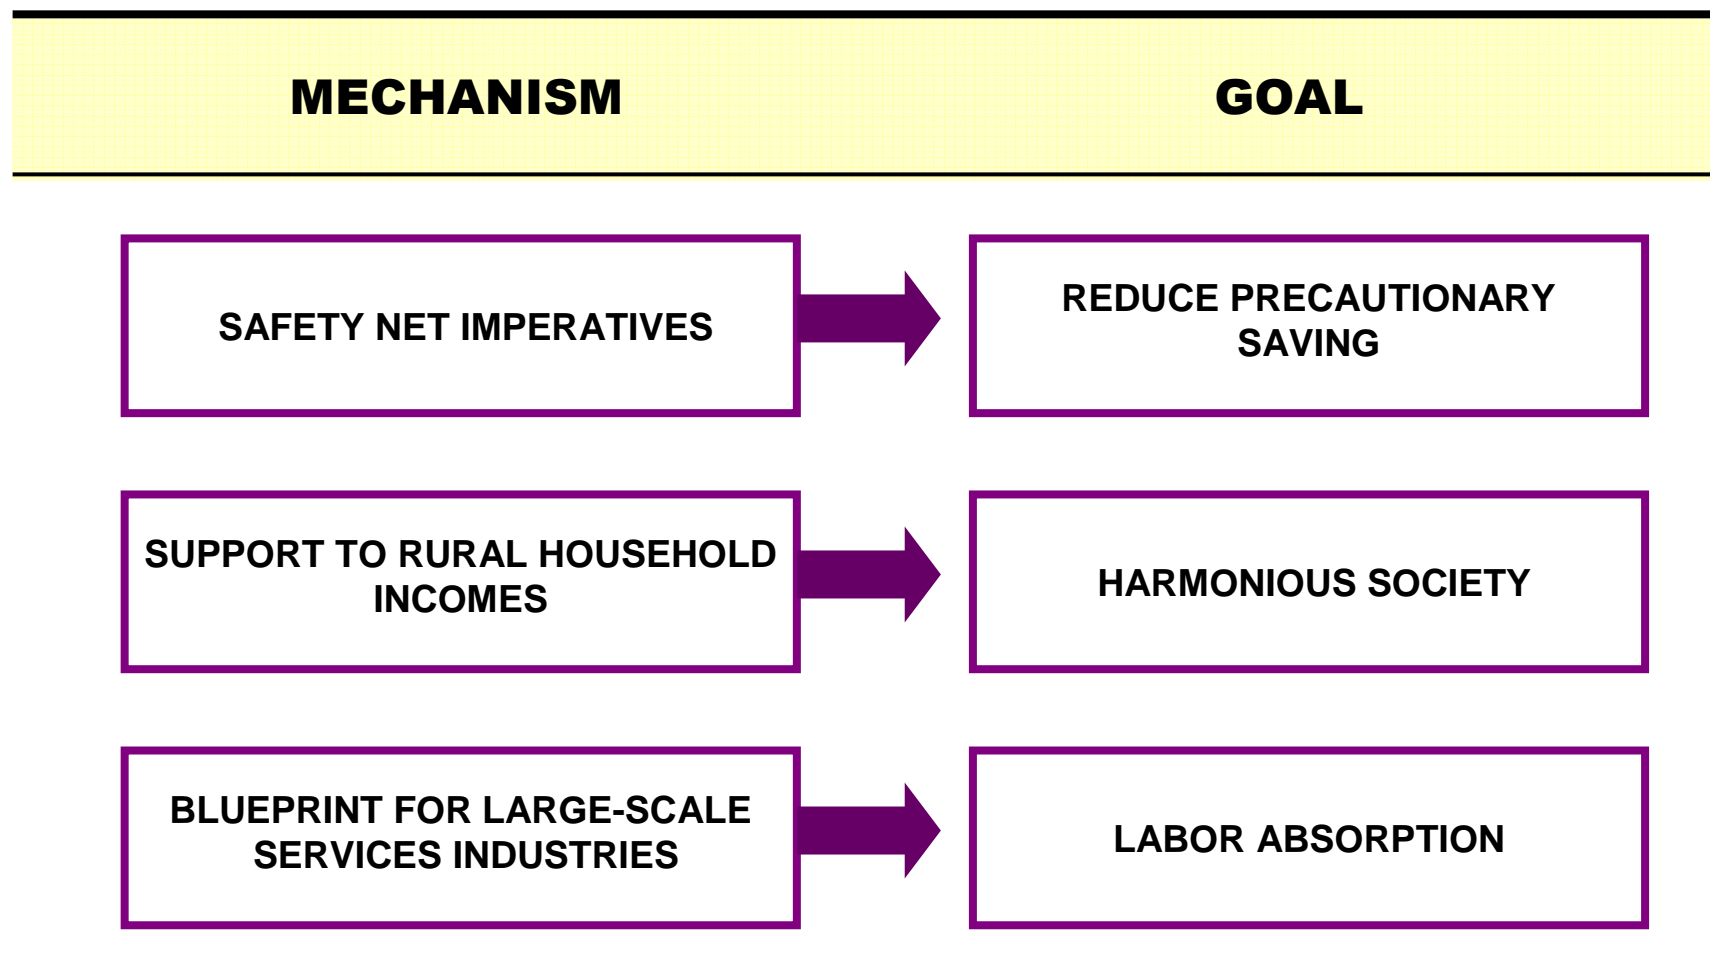 MECHANISM
GOAL
SAFETY NET IMPERATIVES
REDUCE PRECAUTIONARY
SAVING
SUPPORT TO RURAL HOUSEHOLD
INCOMES
HARMONIOUS SOCIETY
BLUEPRINT FOR LARGE-SCALE
SERVICES INDUSTRIES
LABOR ABSORPTION